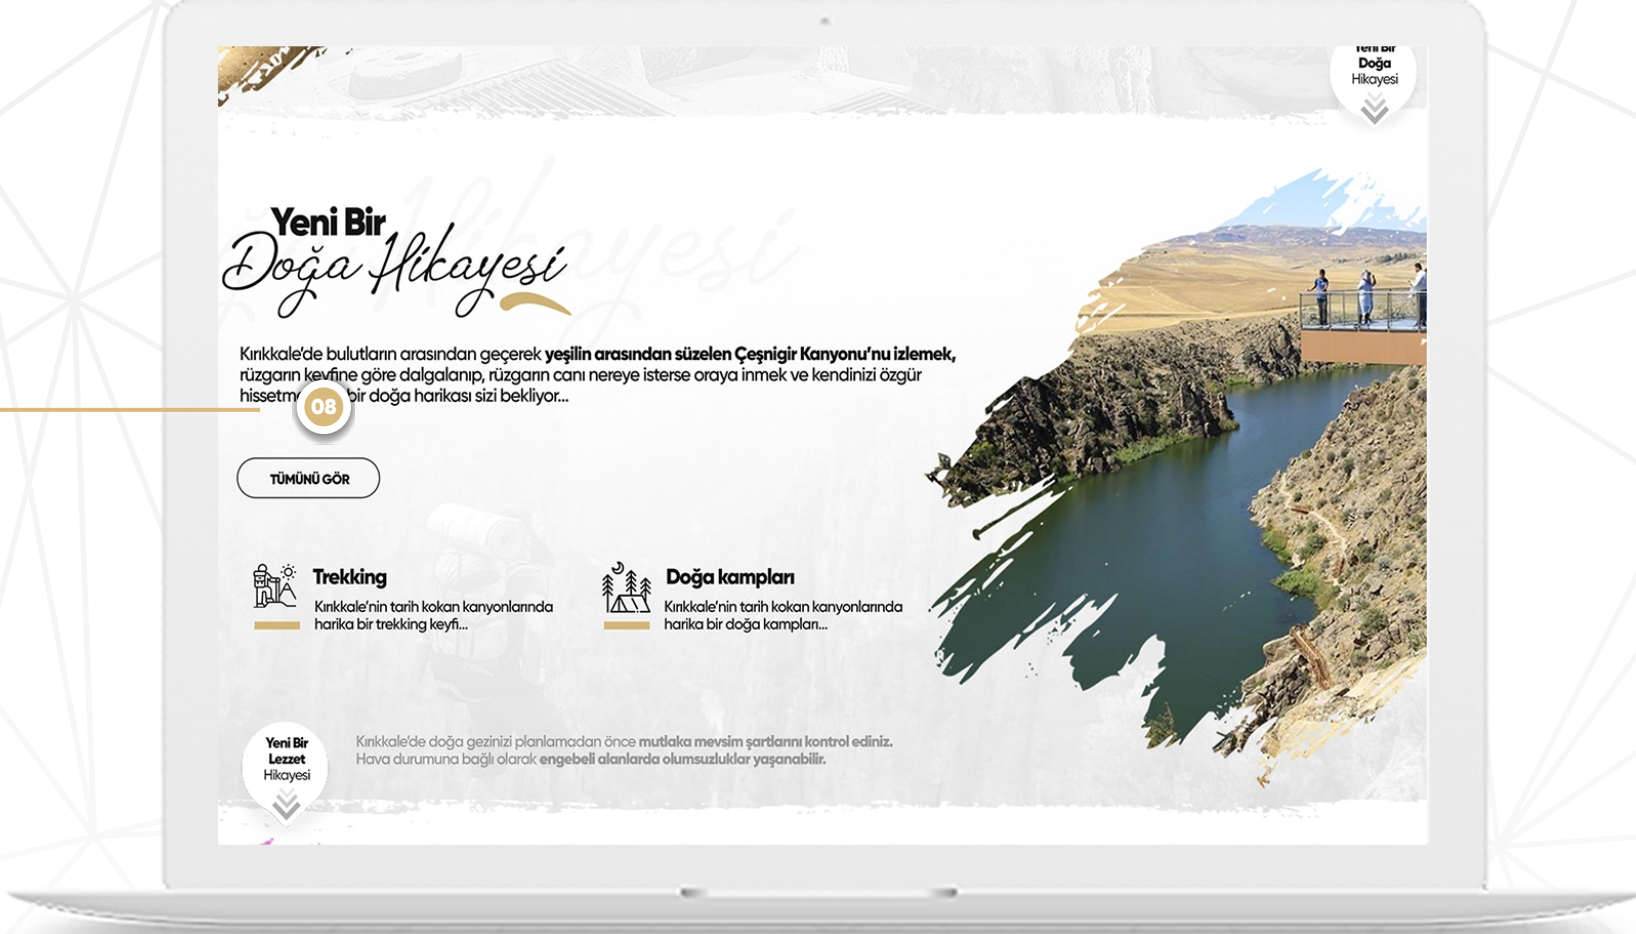 Yeni Bir
Doğa
Hikayesi
Yeni Bir
Doğa Hikayesi
Kırıkkale’de bulutların arasından geçerek yeşilin arasından süzelen Çeşnigir Kanyonu’nu izlemek,
rüzgarın keyfine göre dalgalanıp, rüzgarın canı nereye isterse oraya inmek ve kendinizi özgür
bir doğa harikası sizi bekliyor...
08
TÜMÜNÜ GÖR
Trekking
Kırıkkale’nin tarih kokan kanyonlarında
harika bir trekking keyfi...
Doğa kampları
Kırıkkale’nin tarih kokan kanyonlarında
harika bir doğa kampları...
Yeni Bir
Lezzet
Hikayesi
Kırıkkale’de doğa gezinizi planlamadan önce mutlaka mevsim şartlarını kontrol ediniz.
Hava durumuna bağlı olarak engebeli alanlarda olumsuzluklar yaşanabilir.